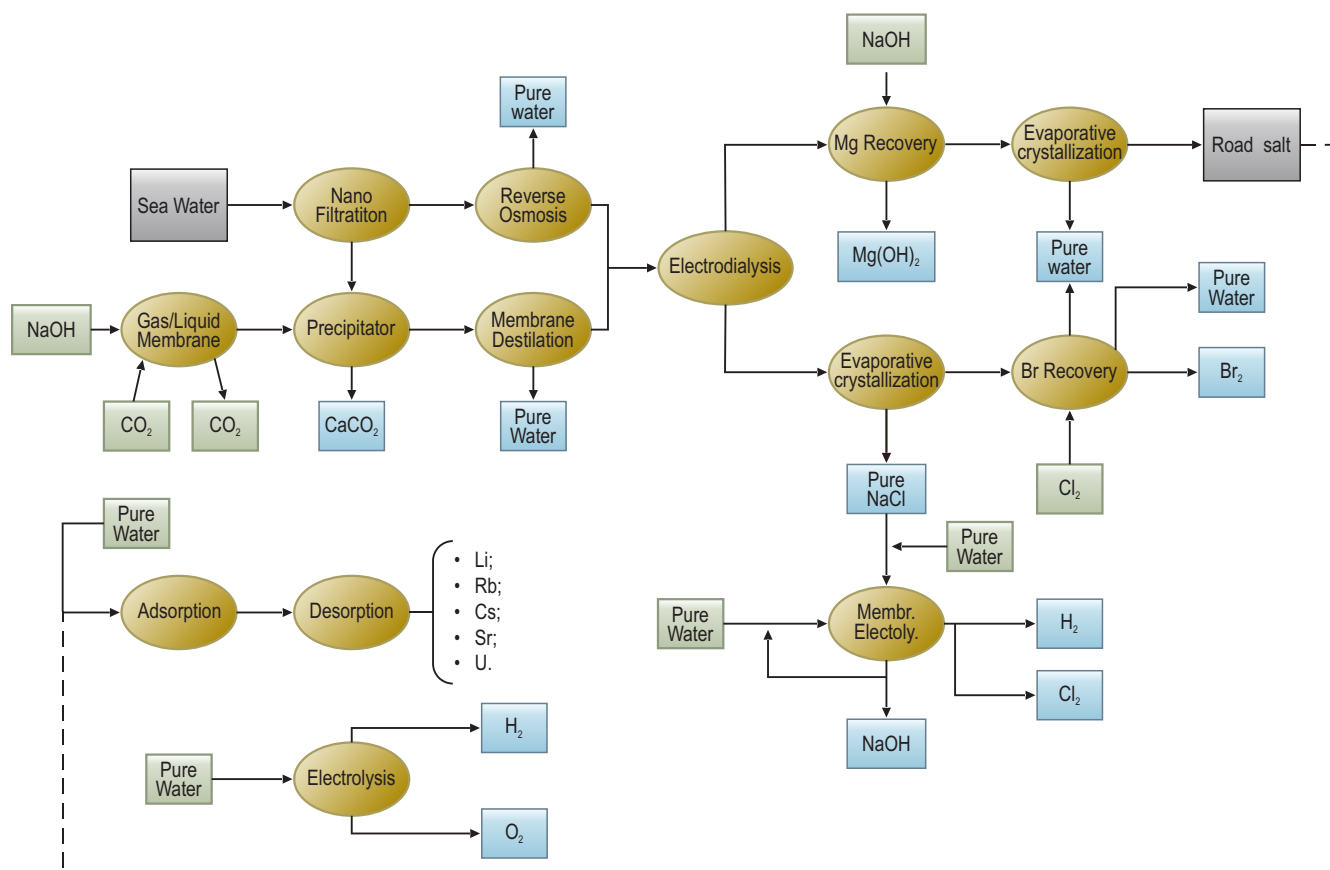 NaOH
Pure
water
Mg Recovery
Evaporative
crystallization
Road salt
Sea Water
Nano
Filtratiton
Reverse
Osmosis
Electrodialysis
Mg(OH)₂
Pure
water
Pure
Water
NaOH
Gas/Liquid
Membrane
Precipitator
Membrane
Destilation
Evaporative
crystallization
Br Recovery
Br₂
CO₂
CO₂
CaCO₂
Pure
Water
Pure
NaCl
Cl₂
Pure
Water
Pure
Water
Adsorption
Desorption
• Li;
• Rb;
• Cs;
• Sr;
• U.
Pure
Water
Membr.
Electoly.
H₂
Cl₂
NaOH
Pure
Water
Electrolysis
H₂
O₂